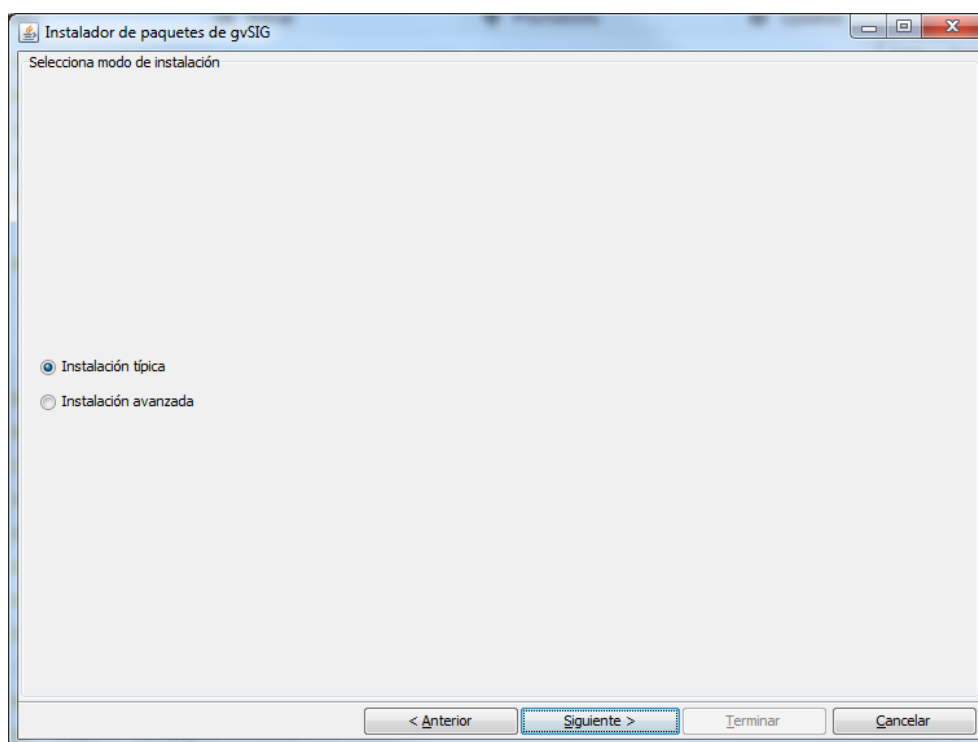 Instalador de paquetes de gvSIG
Selecciona modo de instalación
Instalación típica
Instalación avanzada
< Anterior
Siguiente >
Terminar
Cancelar